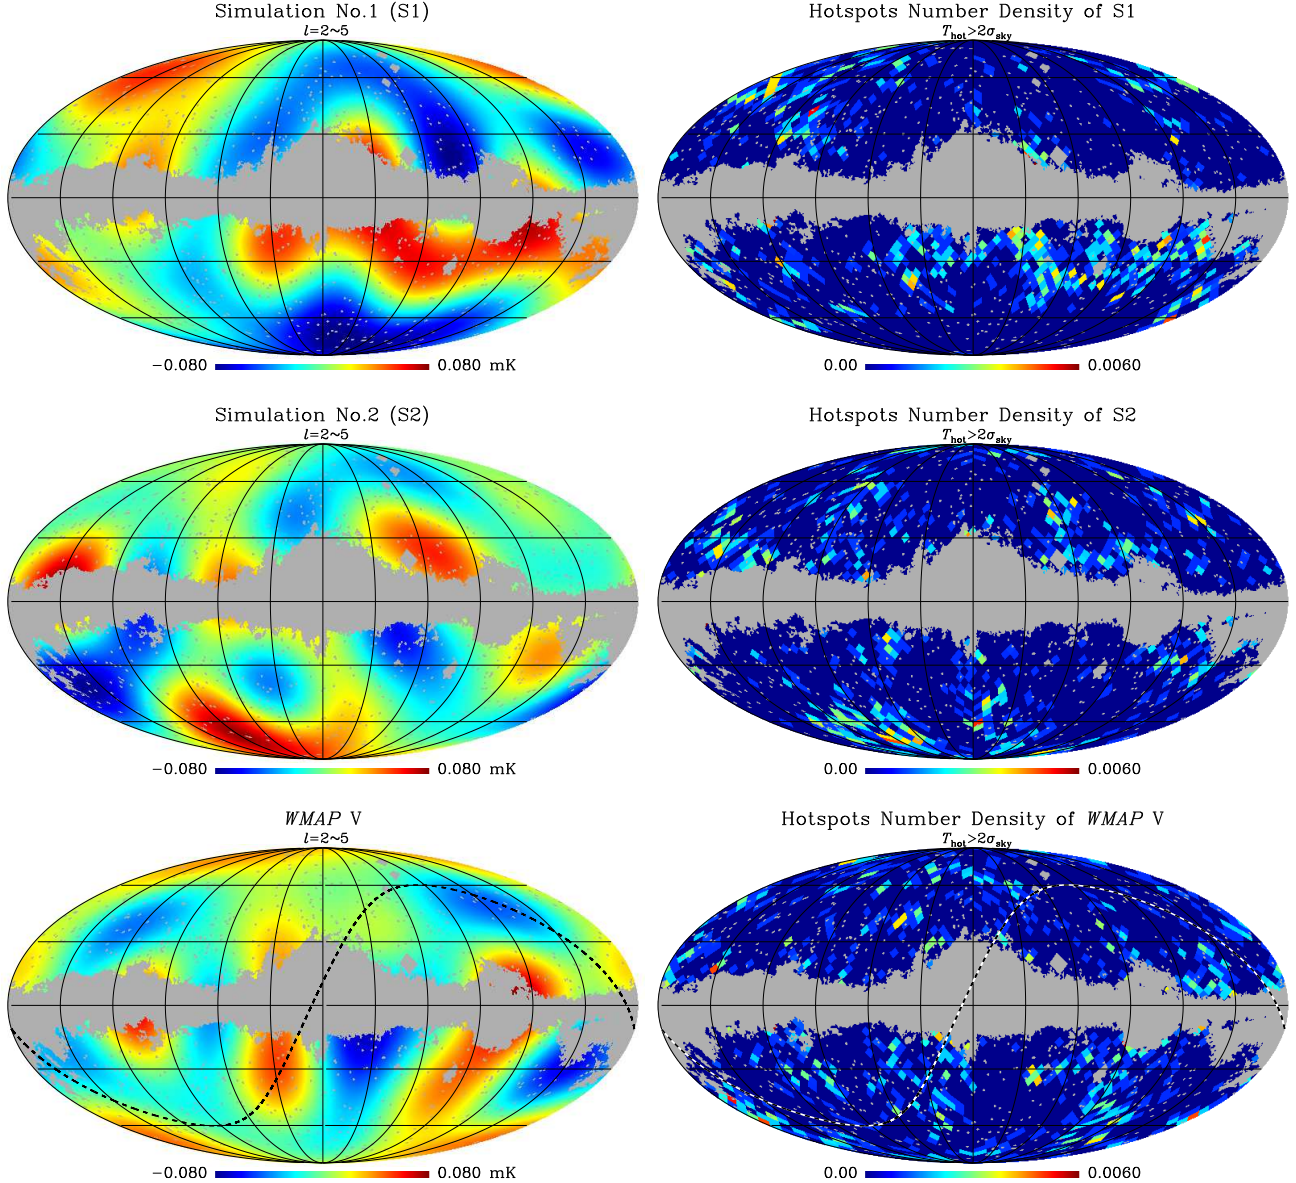 Simulation No.1 (S1)
l=2~5
−0.080 0.080 mK
Hotspots Number Density of S1
T_hot>2σ_sky
0.00 0.0060
Simulation No.2 (S2)
l=2~5
−0.080 0.080 mK
Hotspots Number Density of S2
T_hot>2σ_sky
0.00 0.0060
WMAP V
l=2~5
−0.080 0.080 mK
Hotspots Number Density of WMAP V
T_hot>2σ_sky
0.00 0.0060